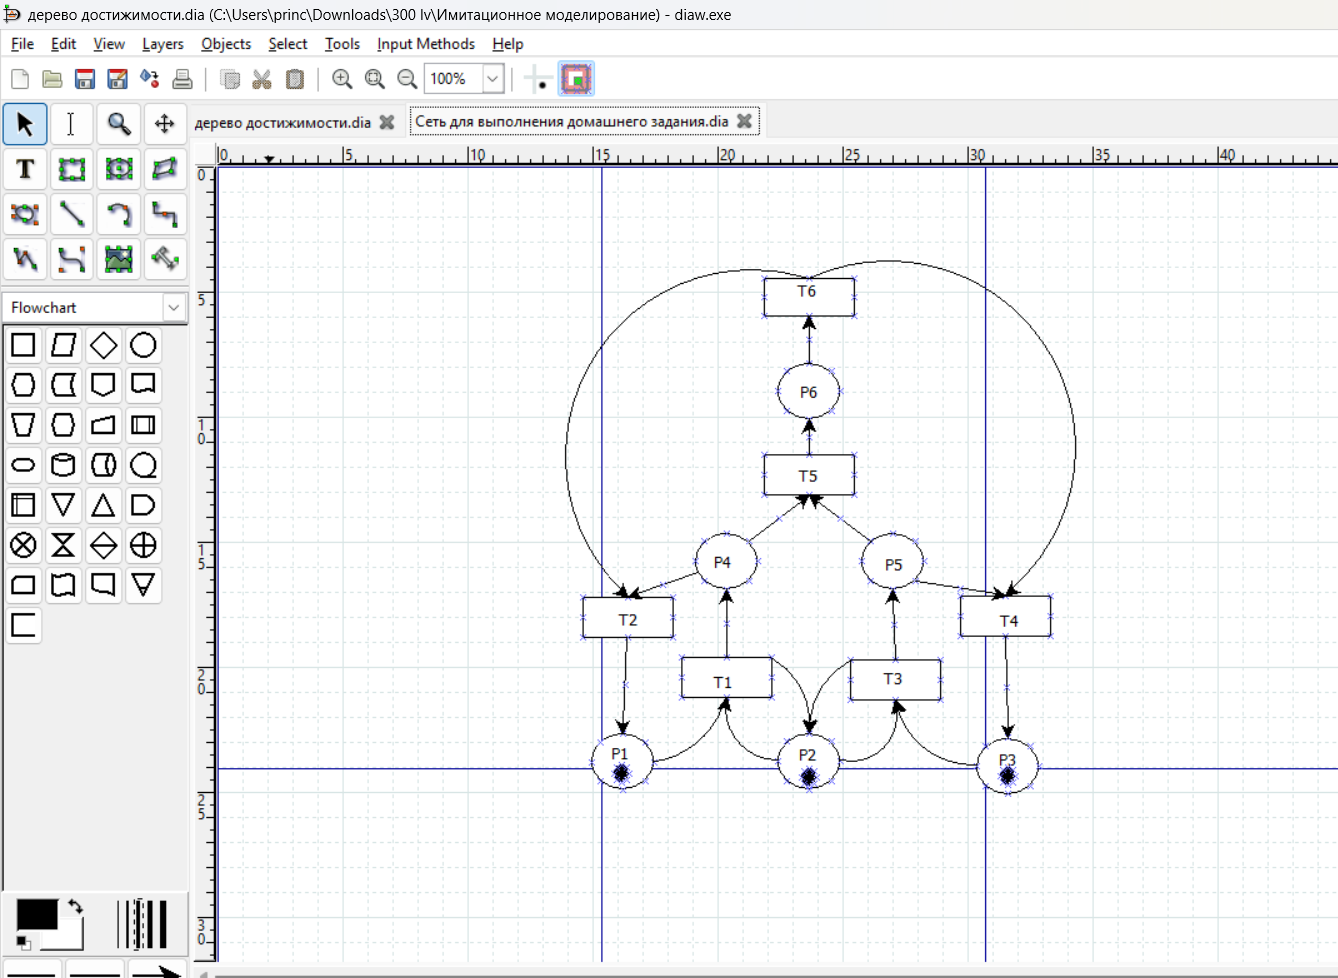 дерево достижимости.dia (C:\Users\princ\Downloads\300 lv\Имитационное моделирование) - diaw.exe
File Edit View Layers Objects Select Tools Input Methods Help
100%
дерево достижимости.dia
Сеть для выполнения домашнего задания.dia
0 5 10 15 20 25 30 35 40
T
Flowchart
0
5
10
15
20
25
30
T6
P6
T5
P4 P5
T2 T4
T1 T3
P1 P2 P3